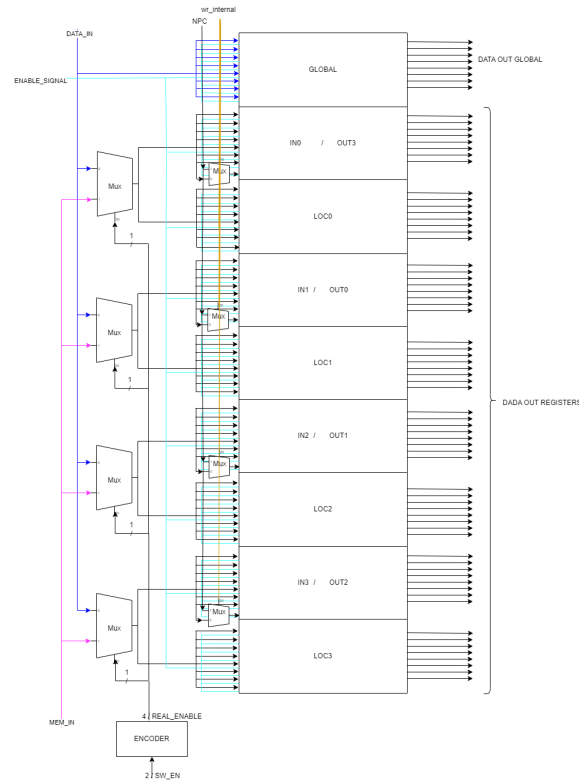 wr_internal
NPC
DATA_IN
ENABLE_SIGNAL
GLOBAL
DATA OUT GLOBAL
IN0 / OUT3
Mux
Mux
LOC0
1
/
IN1 / OUT0
Mux
Mux
LOC1
1
/
DADA OUT REGISTERS
IN2 / OUT1
Mux
Mux
LOC2
1
/
IN3 / OUT2
Mux
Mux
LOC3
1
/
MEM_IN
4 / REAL_ENABLE
ENCODER
2 / SW_EN